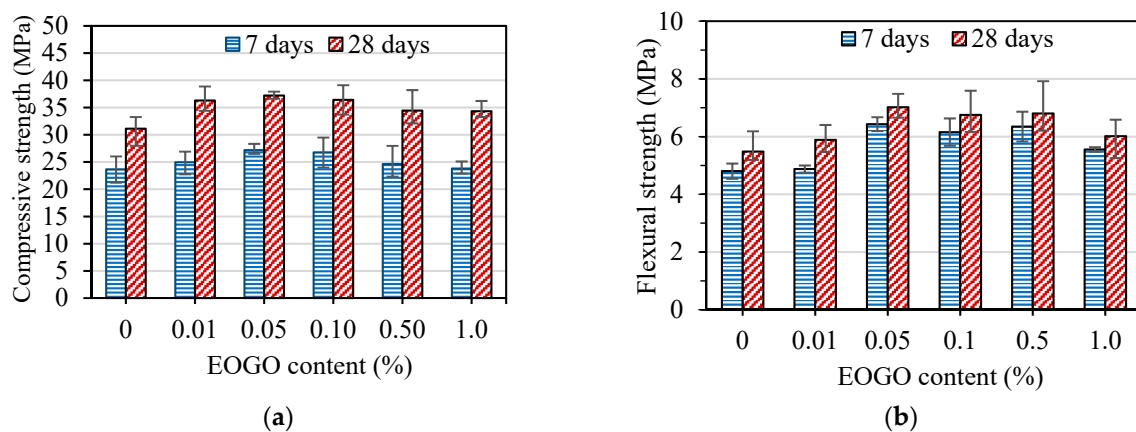 Compressive strength (MPa)
50
45
40
35
30
25
20
15
10
5
0
7 days 28 days
0 0.01 0.05 0.10 0.50 1.0
EOGO content (%)
(a)
Flexural strength (MPa)
10
8
6
4
2
0
7 days 28 days
0 0.01 0.05 0.1 0.5 1.0
EOGO content (%)
(b)